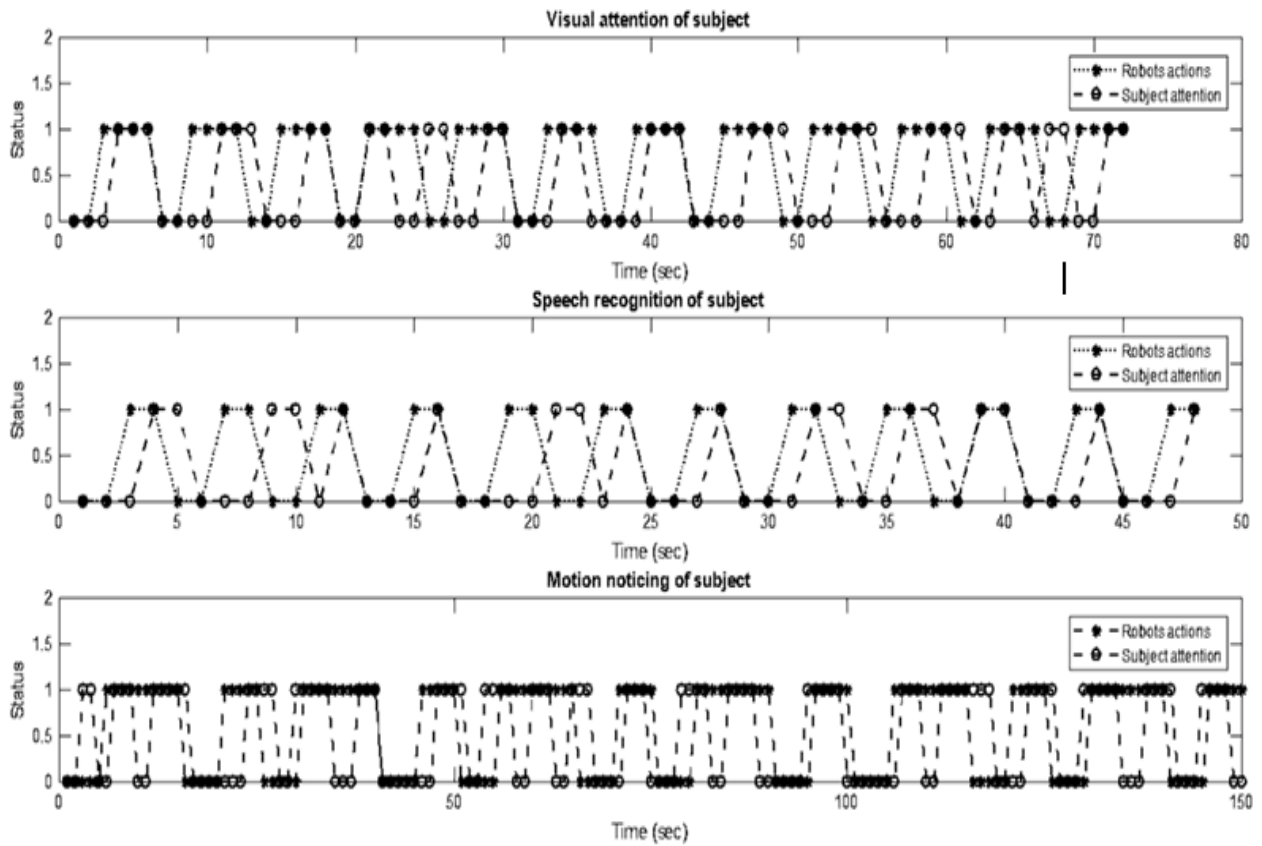 Visual attention of subject
2
1.5
1
0.5
0
Status
Robots actions
Subject attention
0 10 20 30 40 50 60 70 80
Time (sec)
Speech recognition of subject
2
1.5
1
0.5
0
Status
Robots actions
Subject attention
0 5 10 15 20 25 30 35 40 45 50
Time (sec)
Motion noticing of subject
2
1.5
1
0.5
0
Status
Robots actions
Subject attention
0 50 100 150
Time (sec)